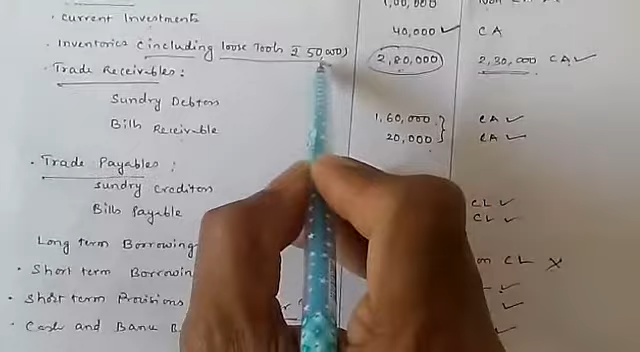 1,00,000
Current Investments 40,000 ✓ CA
Inventories (including loose Tools ₹ 50,000) 2,80,000 2,30,000 CA ✓
Trade Receivables :
Sundry Debtors 1,60,000 CA ✓
Bills Receivable 20,000 CA ✓
Trade Payables :
Sundry Creditors CL ✓
Bills Payable CL ✓
Long term Borrowing CL X
Short term Borrowin
Short term Provisions
Cash and Bank B